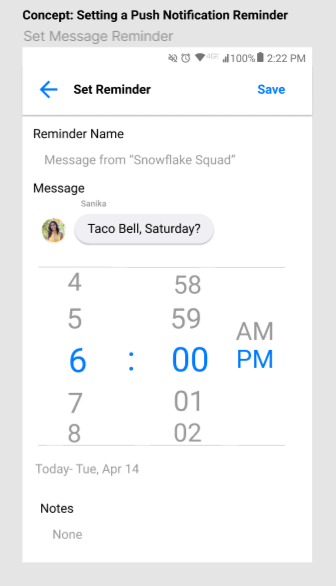 Concept: Setting a Push Notification Reminder
Set Message Reminder
4G 100% 2:22 PM
Set Reminder Save
Reminder Name
Message from “Snowflake Squad”
Message
Sanika
Taco Bell, Saturday?
4 58
5 59
AM
6 : 00 PM
7 01
8 02
Today- Tue, Apr 14
Notes
None